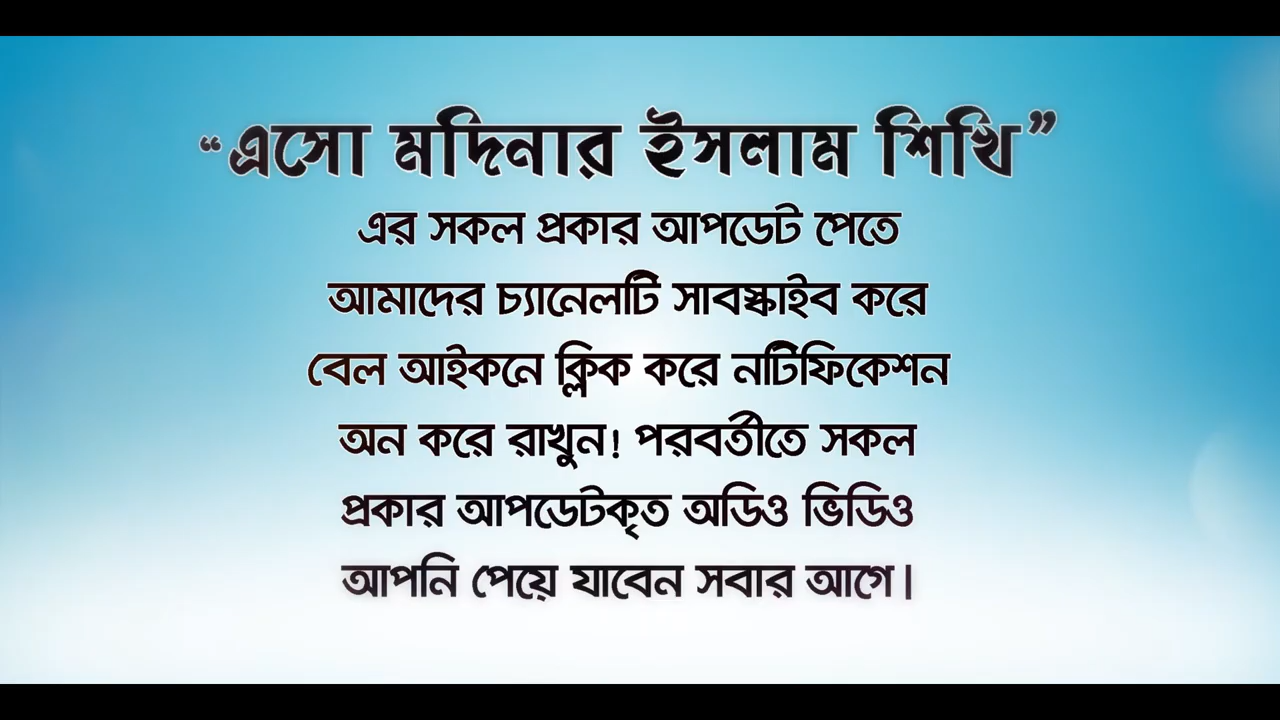 “এসো মদিনার ইসলাম শিখি”
এর সকল প্রকার আপডেট পেতে
আমাদের চ্যানেলটি সাবস্কাইব করে
বেল আইকনে ক্লিক করে নটিফিকেশন
অন করে রাখুন! পরবর্তীতে সকল
প্রকার আপডেটকৃত অডিও ভিডিও
আপনি পেয়ে যাবেন সবার আগে।